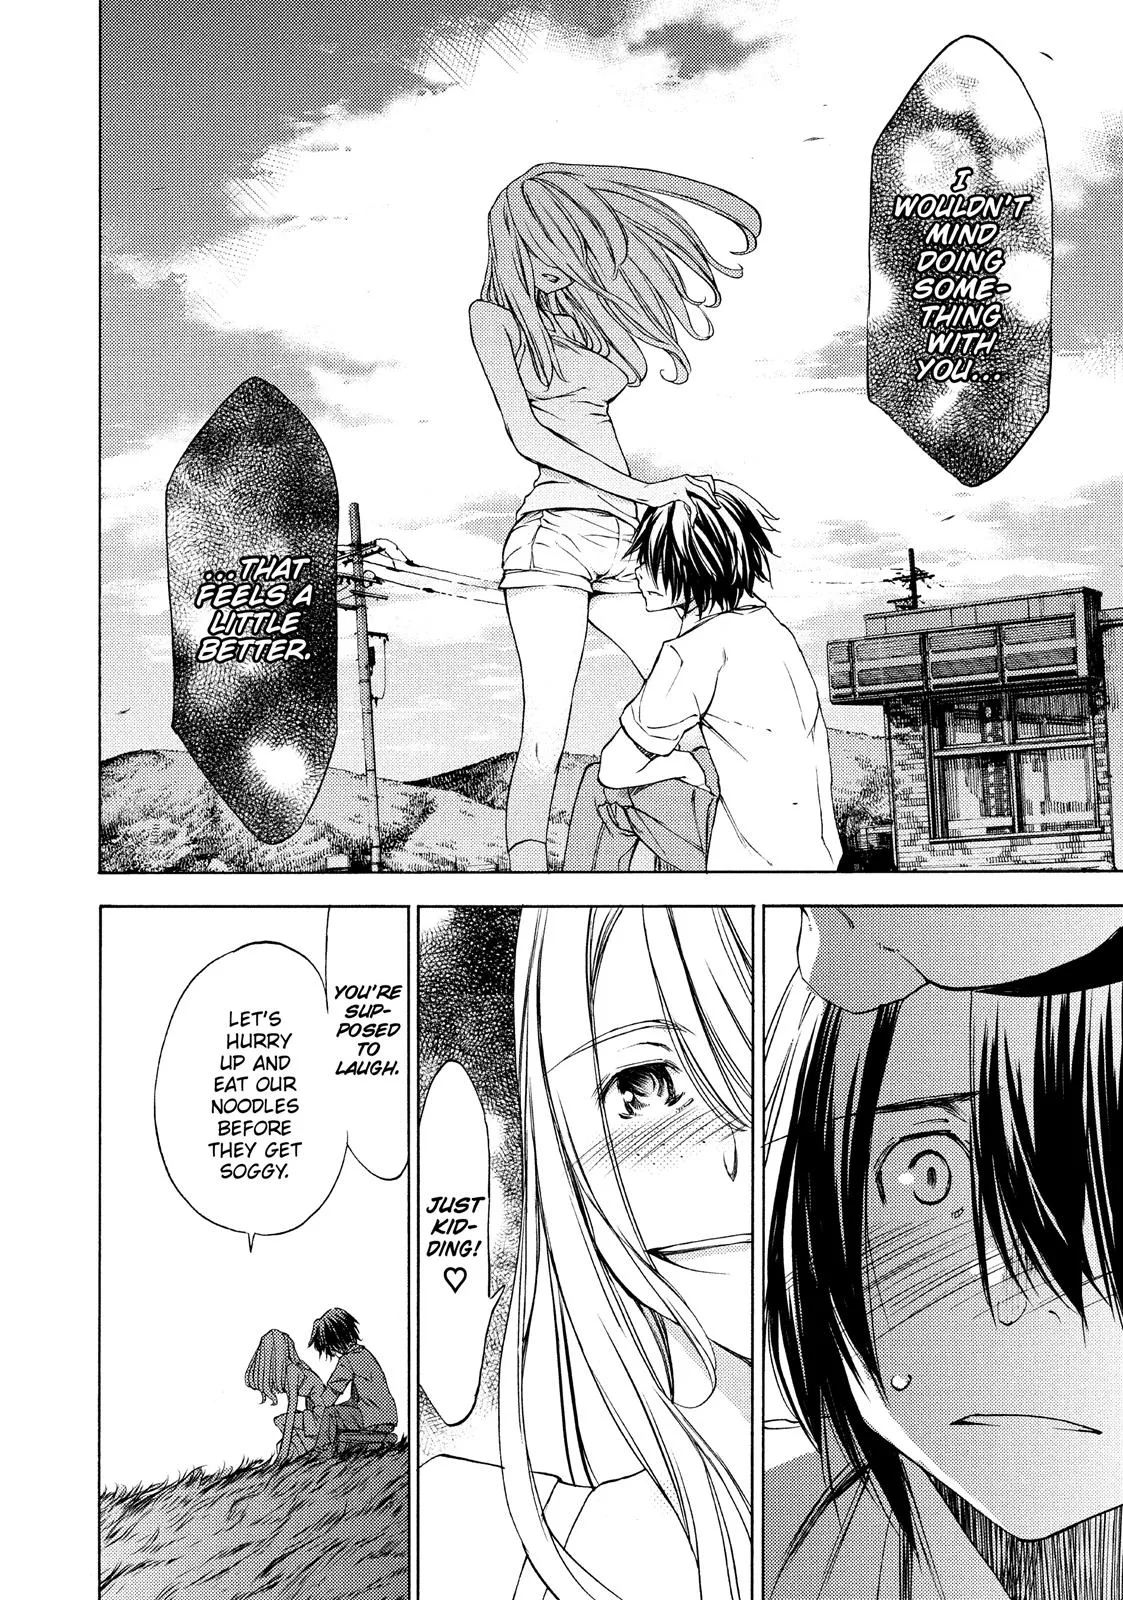 I
WOULDN'T
MIND
DOING
SOME-
THING
WITH
YOU...
...THAT
FEELS A
LITTLE
BETTER.
JUST
KID-
DING!
♡
YOU'RE
SUP-
POSED
TO
LAUGH.
LET'S
HURRY
UP AND
EAT OUR
NOODLES
BEFORE
THEY GET
SOGGY.